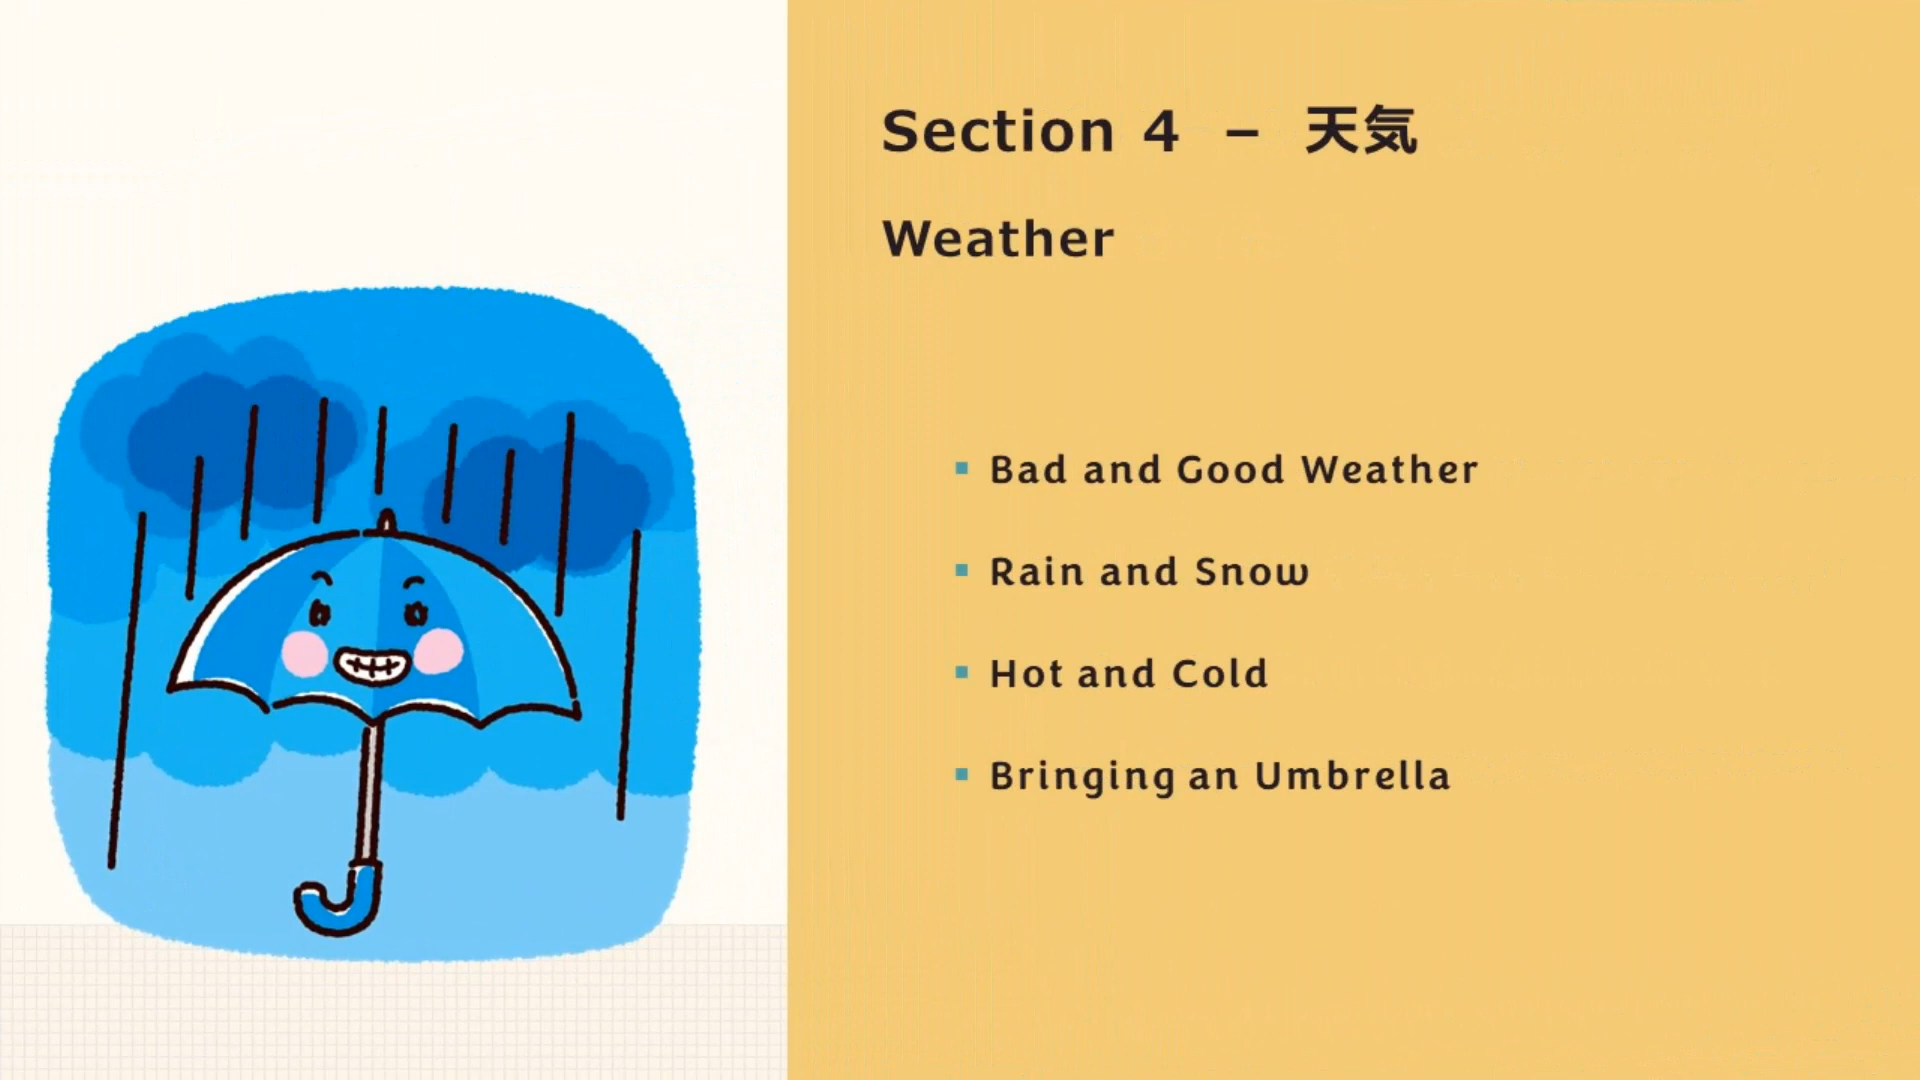 Section 4 – 天気
Weather
▪ Bad and Good Weather
▪ Rain and Snow
▪ Hot and Cold
▪ Bringing an Umbrella